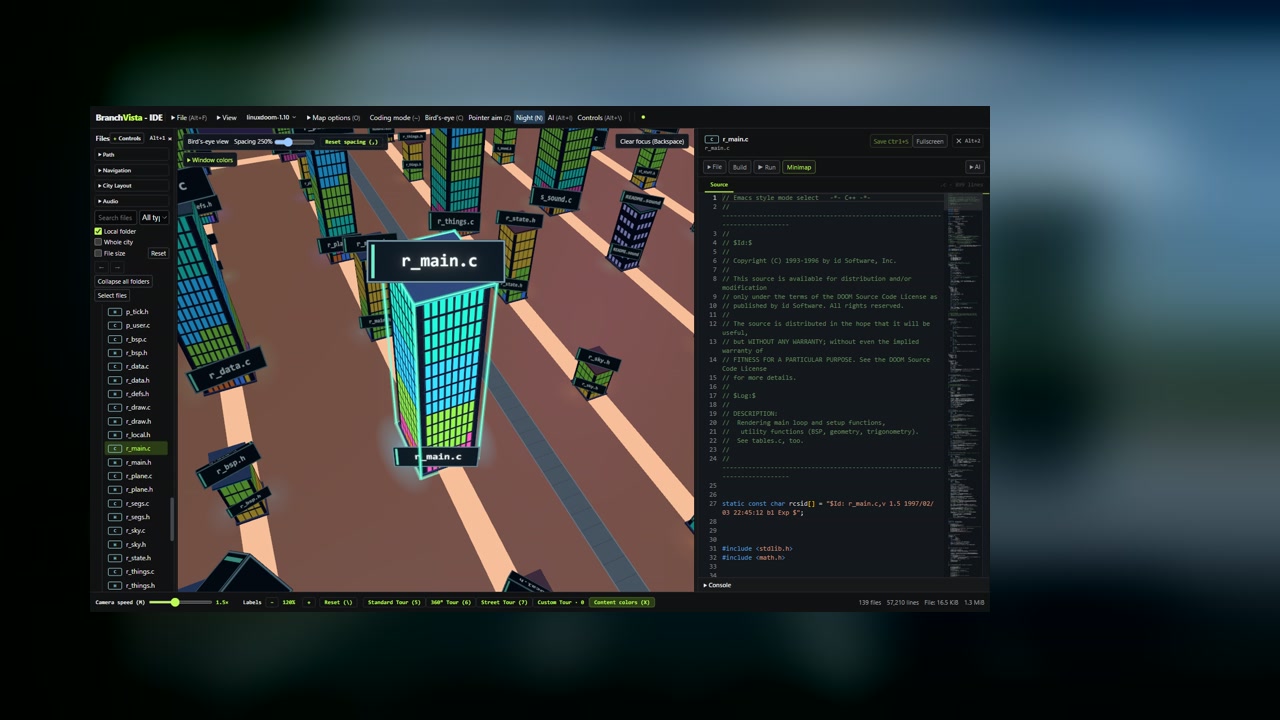 BranchVista - IDE
File (Alt+F)
View
linuxdoom-1.10
Map options (O)
Coding mode (~)
Bird's-eye (C)
Pointer aim (Z)
Night (N)
AI (Alt+I)
Controls (Alt+\)
Files
Controls
Alt+1
×
Path
Navigation
City Layout
Audio
Search files
All ty
Local folder
Whole city
File size
Reset
Collapse all folders
Select files
p_tick.h
p_user.c
r_bsp.c
r_bsp.h
r_data.c
r_data.h
r_defs.h
r_draw.c
r_draw.h
r_local.h
r_main.c
r_main.h
r_plane.c
r_plane.h
r_segs.c
r_segs.h
r_sky.c
r_sky.h
r_state.h
r_things.c
r_things.h
Bird's-eye view
Spacing 250%
Reset spacing (,)
Clear focus (Backspace)
Window colors
s_sound.c
README.sound
r_things.c
r_state.h
r_main.c
r_data.c
r_sky.h
r_bsp.h
r_main.c
r_main.c
r_main.c
Save Ctrl+S
Fullscreen
× Alt+2
File
Build
Run
Minimap
AI
Source
1 // Emacs style mode select   -*- C++ -*-
2 //
-----------------------------------------------------------------------------
3 //
4 // $Id:$
5 //
6 // Copyright (C) 1993-1996 by id Software, Inc.
7 //
8 // This source is available for distribution and/or
modification
9 // only under the terms of the DOOM Source Code License as
10 // published by id Software. All rights reserved.
11 //
12 // The source is distributed in the hope that it will be
useful,
13 // but WITHOUT ANY WARRANTY; without even the implied
warranty of
14 // FITNESS FOR A PARTICULAR PURPOSE. See the DOOM Source
Code License
15 // for more details.
16 //
17 // $Log:$
18 //
19 // DESCRIPTION:
20 //  Rendering main loop and setup functions,
21 //   utility functions (BSP, geometry, trigonometry).
22 //  See tables.c, too.
23 //
24 //
-----------------------------------------------------------------------------
25
26
27 static const char rcsid[] = "$Id: r_main.c,v 1.5 1997/02/
03 22:45:12 b1 Exp $";
28
29
30
31 #include <stdlib.h>
32 #include <math.h>
33
34
Console
Camera speed (M)
1.5×
Labels
-
120%
+
Reset (\)
Standard Tour (5)
360° Tour (6)
Street Tour (7)
Custom Tour · 0
Content colors (X)
139 files
57,210 lines
File: 16.5 KiB
1.3 MiB